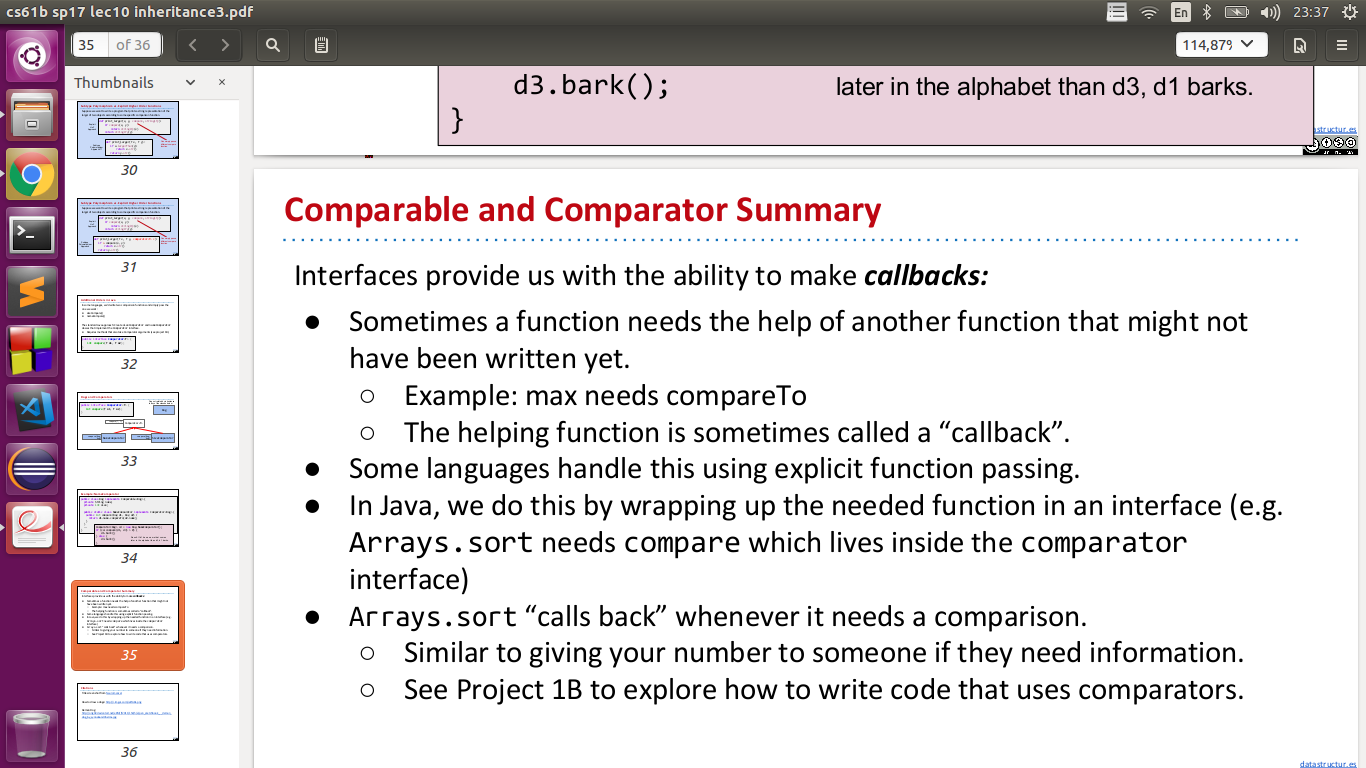 cs61b sp17 lec10 inheritance3.pdf
En
23:37
35 of 36
114,87%
Thumbnails
d3.bark();
later in the alphabet than d3, d1 barks.
}
30
31
32
33
34
35
36
Comparable and Comparator Summary
Interfaces provide us with the ability to make callbacks:
● Sometimes a function needs the help of another function that might not
have been written yet.
○ Example: max needs compareTo
○ The helping function is sometimes called a “callback”.
● Some languages handle this using explicit function passing.
● In Java, we do this by wrapping up the needed function in an interface (e.g.
Arrays.sort needs compare which lives inside the comparator
interface)
● Arrays.sort “calls back” whenever it needs a comparison.
○ Similar to giving your number to someone if they need information.
○ See Project 1B to explore how to write code that uses comparators.
datastructur.es